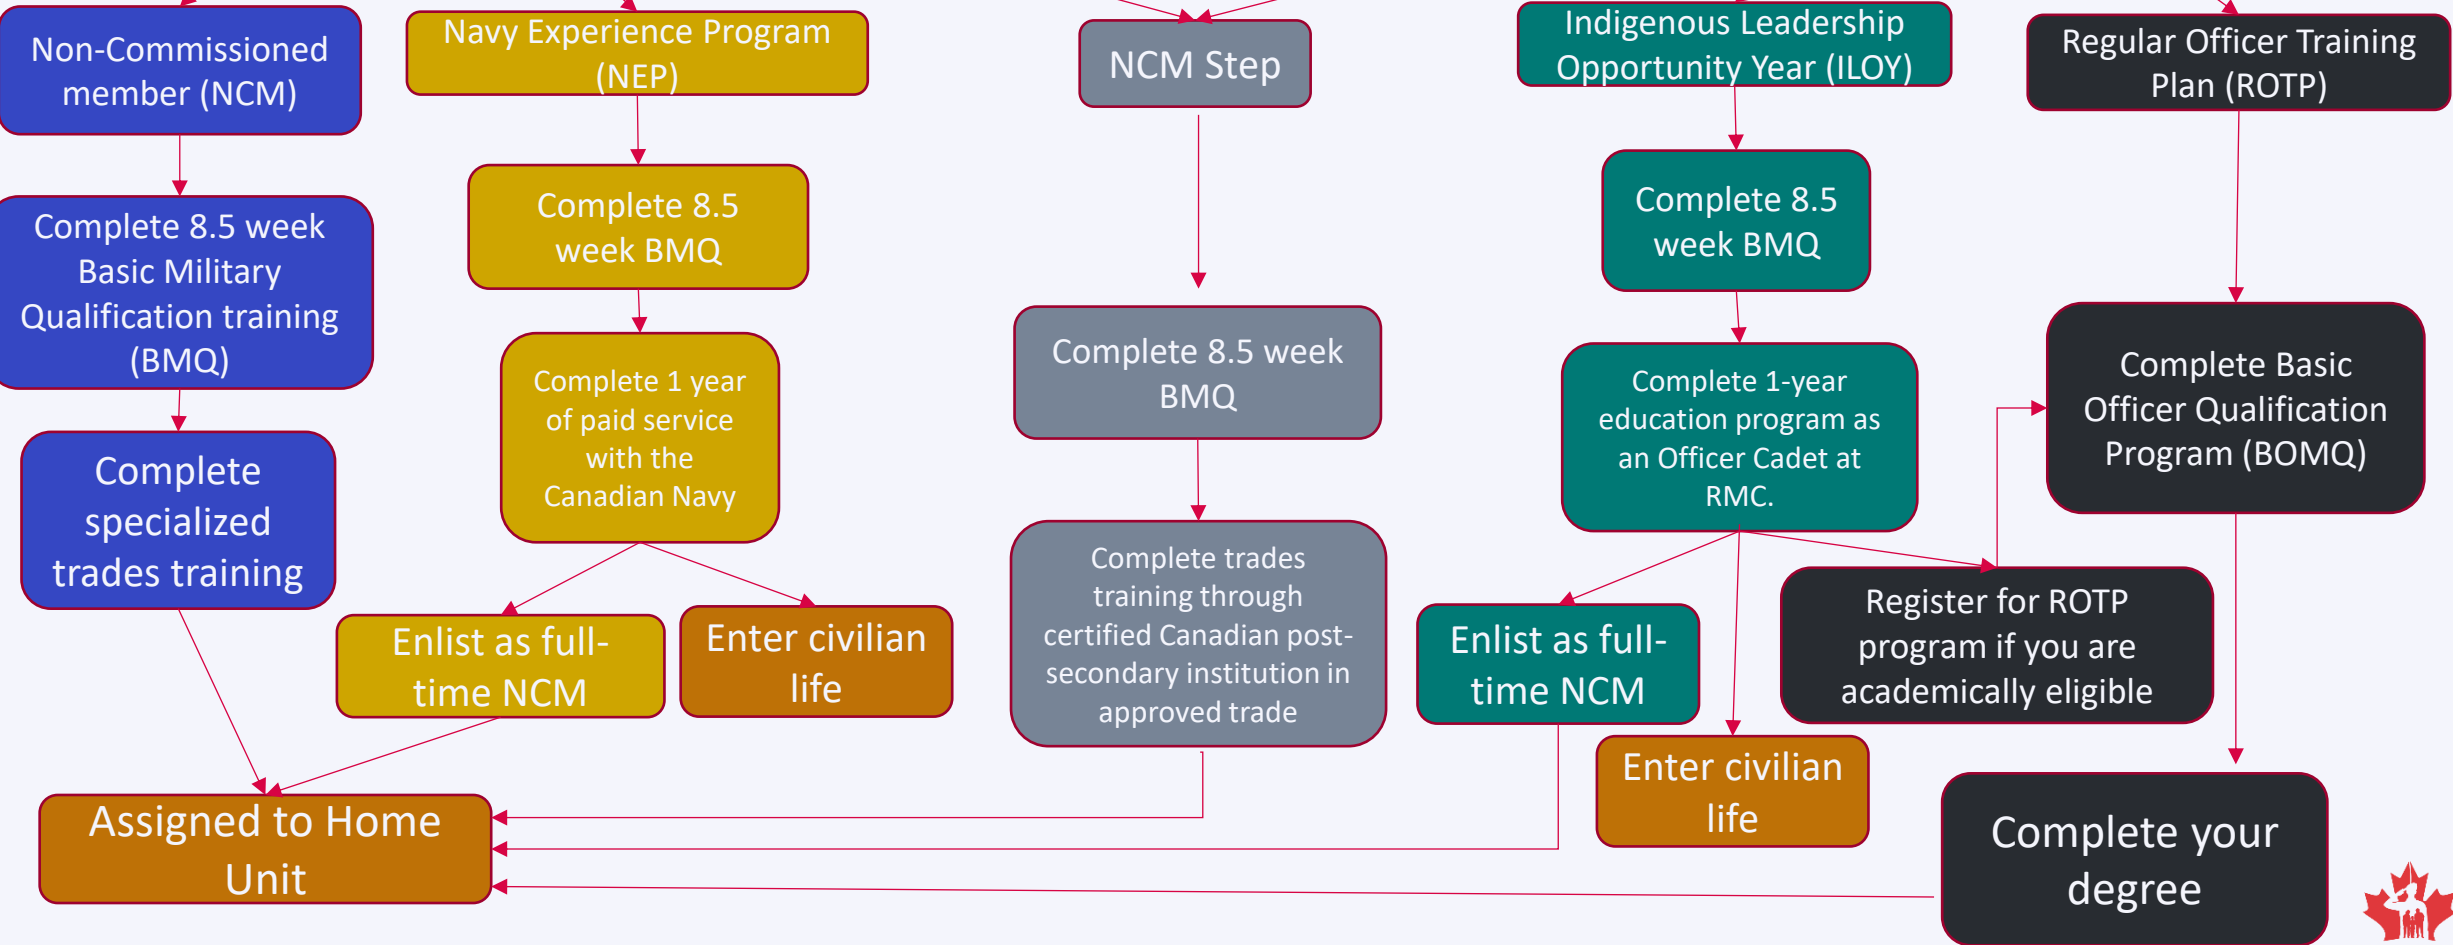 Non-Commissioned
member (NCM)
Complete 8.5 week
Basic Military
Qualification training
(BMQ)
Complete
specialized
trades training
Navy Experience Program
(NEP)
Complete 8.5
week BMQ
Complete 1 year
of paid service
with the
Canadian Navy
Enlist as full-
time NCM
Enter civilian
life
Assigned to Home
Unit
NCM Step
Complete 8.5 week
BMQ
Complete trades
training through
certified Canadian post-
secondary institution in
approved trade
Indigenous Leadership
Opportunity Year (ILOY)
Complete 8.5
week BMQ
Complete 1-year
education program as
an Officer Cadet at
RMC.
Enlist as full-
time NCM
Enter civilian
life
Register for ROTP
program if you are
academically eligible
Regular Officer Training
Plan (ROTP)
Complete Basic
Officer Qualification
Program (BOMQ)
Complete your
degree